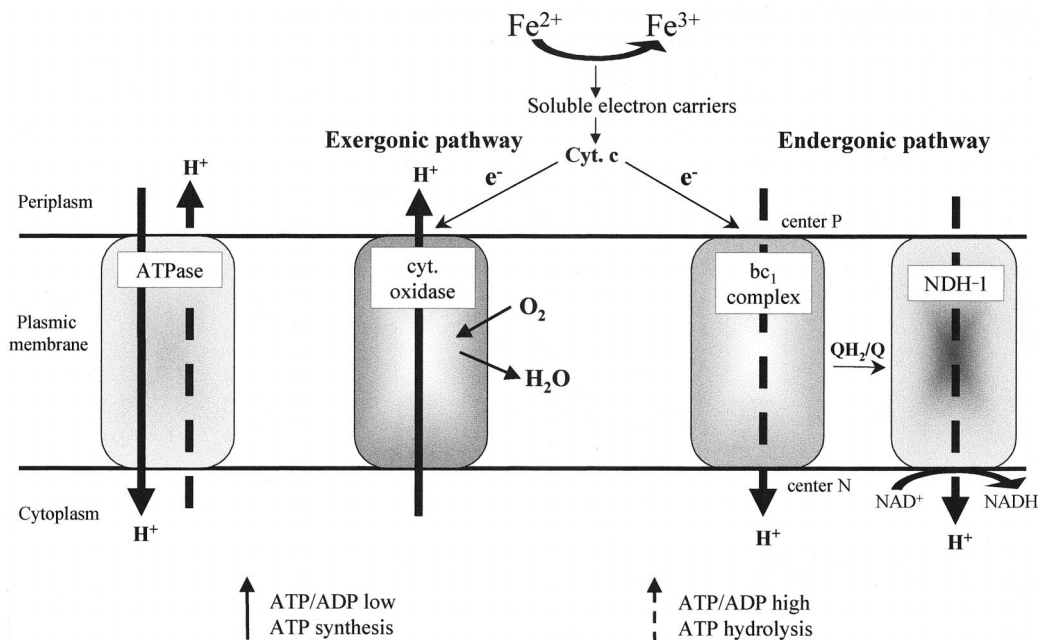 Fe²⁺ Fe³⁺
Soluble electron carriers
Exergonic pathway
Endergonic pathway
Cyt. c
H⁺
H⁺
e⁻
e⁻
Periplasm
center P
ATPase
cyt.
oxidase
bc₁
complex
NDH-1
Plasmic
membrane
O₂
H₂O
QH₂/Q
center N
NAD⁺
NADH
Cytoplasm
H⁺
H⁺
H⁺
ATP/ADP low
ATP synthesis
ATP/ADP high
ATP hydrolysis